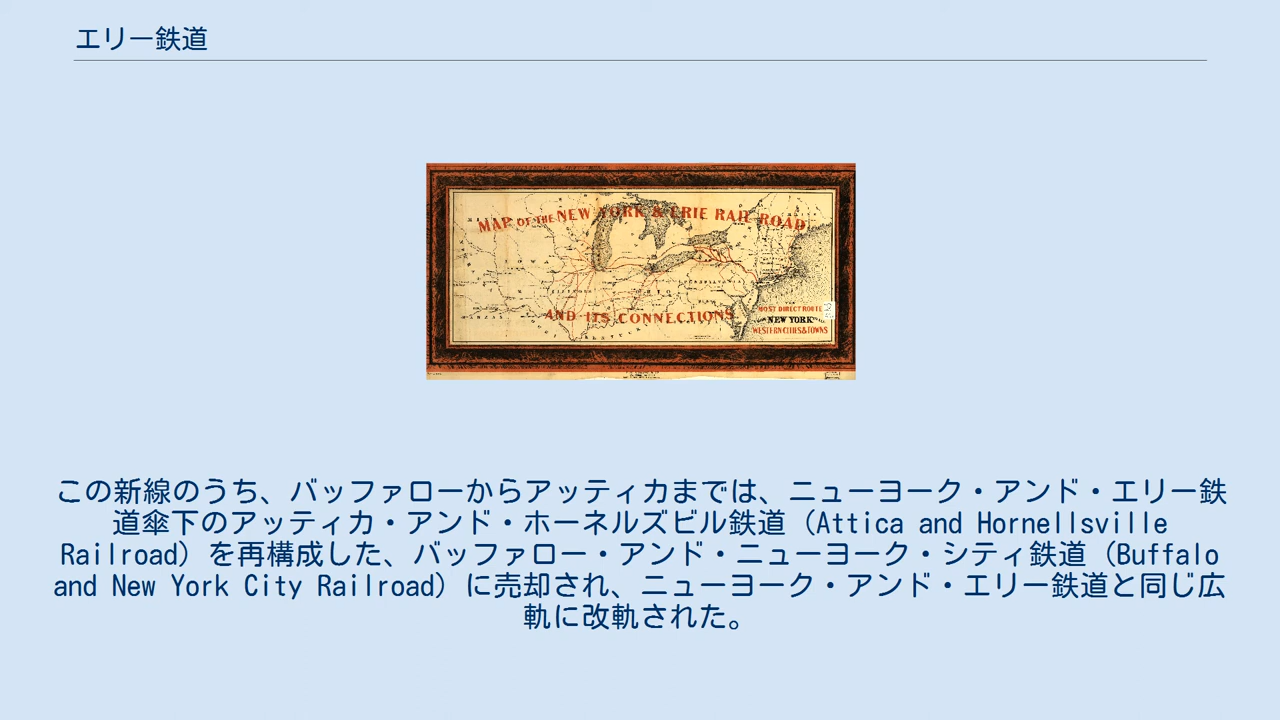 エリー鉄道
MAP OF THE NEW YORK & ERIE RAIL ROAD
AND ITS CONNECTIONS
MOST DIRECT ROUTE
NEW YORK
WESTERN CITIES & TOWNS
この新線のうち、バッファローからアッティカまでは、ニューヨーク・アンド・エリー鉄
道傘下のアッティカ・アンド・ホーネルズビル鉄道（Attica and Hornellsville
Railroad）を再構成した、バッファロー・アンド・ニューヨーク・シティ鉄道（Buffalo
and New York City Railroad）に売却され、ニューヨーク・アンド・エリー鉄道と同じ広
軌に改軌された。